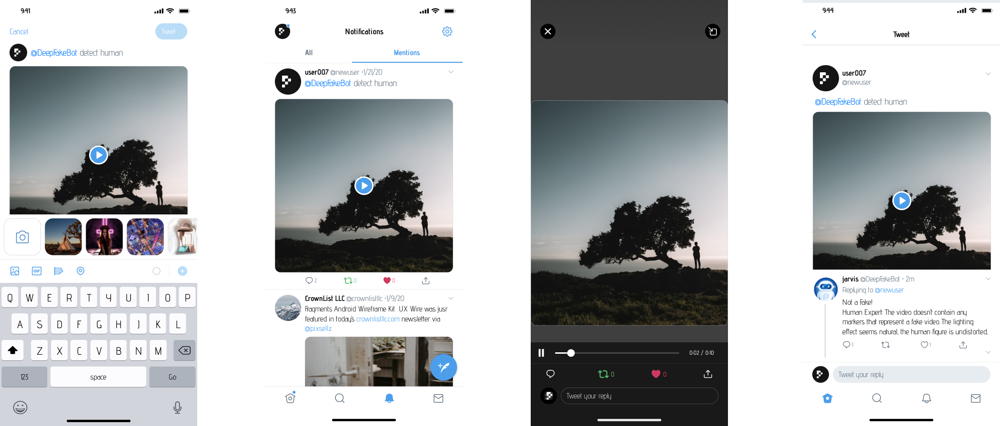 9:41
Cancel
Tweet
@DeepFakeBot detect human
GIF
Q W E R T Y U I O P
A S D F G H J K L
Z X C V B N M
123 space Go
9:43
Notifications
All Mentions
user007 @newuser ·1/21/20
@DeepFakeBot detect human
2 0 0
CrownList LLC @crownlistllc ·1/9/20
Fragments Android Wireframe Kit UX Wire was jusr
featured in today's crownlistllc.com newsletter via
@pixsellz
0:02 / 0:10
0 0
Tweet your reply
9:44
Tweet
user007
@newuser
@DeepFakeBot detect human
jarvis @DeepFakeBot · 2m
Replying to @newuser
Not a Fake!
Human Expert: The video doesn't contain any
markers that represent a fake video. The lighting
effect seems natural, the human figure is undistorted.
1 1
Tweet your reply